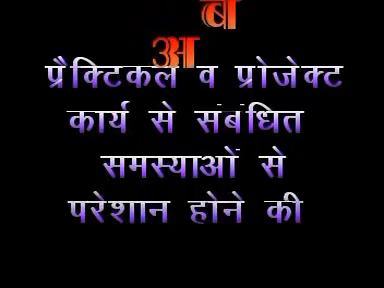 ब
अ
प्रैक्टिकल व प्रोजेक्ट
कार्य से संबंधित
समस्याओं से
परेशान होने की